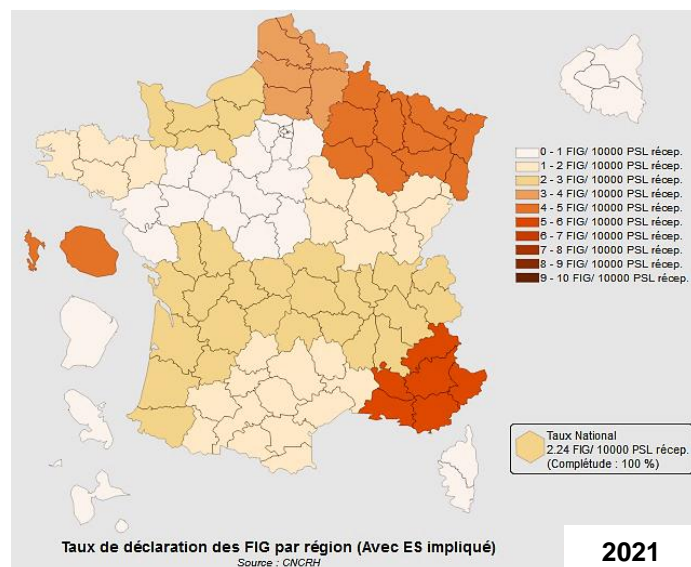 0 - 1 FIG/ 10000 PSL récep.
1 - 2 FIG/ 10000 PSL récep.
2 - 3 FIG/ 10000 PSL récep.
3 - 4 FIG/ 10000 PSL récep.
4 - 5 FIG/ 10000 PSL récep.
5 - 6 FIG/ 10000 PSL récep.
6 - 7 FIG/ 10000 PSL récep.
7 - 8 FIG/ 10000 PSL récep.
8 - 9 FIG/ 10000 PSL récep.
9 - 10 FIG/ 10000 PSL récep.
Taux National
2.24 FIG/ 10000 PSL récep.
(Complétude : 100 %)
Taux de déclaration des FIG par région (Avec ES impliqué)
Source : CNCRH
2021